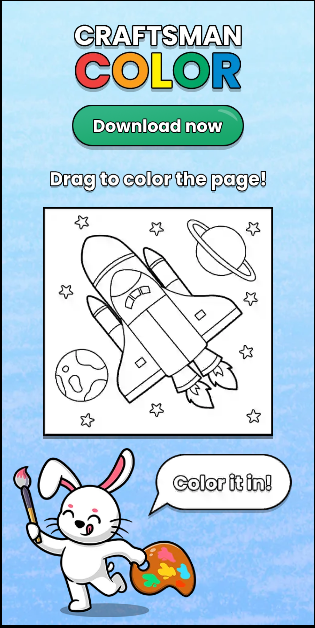 CRAFTSMAN
COLOR
Download now
Drag to color the page!
Color it in!